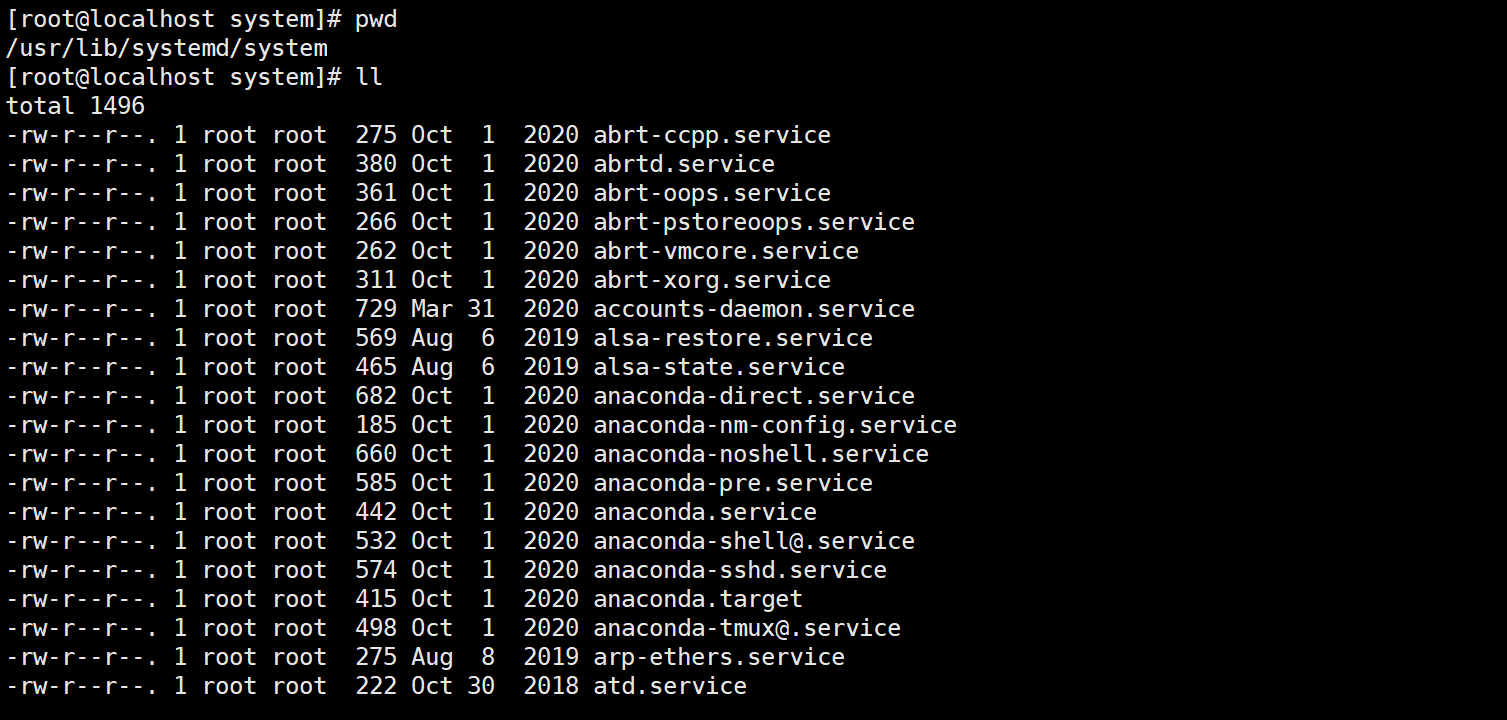 [root@localhost system]# pwd
/usr/lib/systemd/system
[root@localhost system]# ll
total 1496
-rw-r--r--. 1 root root  275 Oct  1  2020 abrt-ccpp.service
-rw-r--r--. 1 root root  380 Oct  1  2020 abrtd.service
-rw-r--r--. 1 root root  361 Oct  1  2020 abrt-oops.service
-rw-r--r--. 1 root root  266 Oct  1  2020 abrt-pstoreoops.service
-rw-r--r--. 1 root root  262 Oct  1  2020 abrt-vmcore.service
-rw-r--r--. 1 root root  311 Oct  1  2020 abrt-xorg.service
-rw-r--r--. 1 root root  729 Mar 31  2020 accounts-daemon.service
-rw-r--r--. 1 root root  569 Aug  6  2019 alsa-restore.service
-rw-r--r--. 1 root root  465 Aug  6  2019 alsa-state.service
-rw-r--r--. 1 root root  682 Oct  1  2020 anaconda-direct.service
-rw-r--r--. 1 root root  185 Oct  1  2020 anaconda-nm-config.service
-rw-r--r--. 1 root root  660 Oct  1  2020 anaconda-noshell.service
-rw-r--r--. 1 root root  585 Oct  1  2020 anaconda-pre.service
-rw-r--r--. 1 root root  442 Oct  1  2020 anaconda.service
-rw-r--r--. 1 root root  532 Oct  1  2020 anaconda-shell@.service
-rw-r--r--. 1 root root  574 Oct  1  2020 anaconda-sshd.service
-rw-r--r--. 1 root root  415 Oct  1  2020 anaconda.target
-rw-r--r--. 1 root root  498 Oct  1  2020 anaconda-tmux@.service
-rw-r--r--. 1 root root  275 Aug  8  2019 arp-ethers.service
-rw-r--r--. 1 root root  222 Oct 30  2018 atd.service